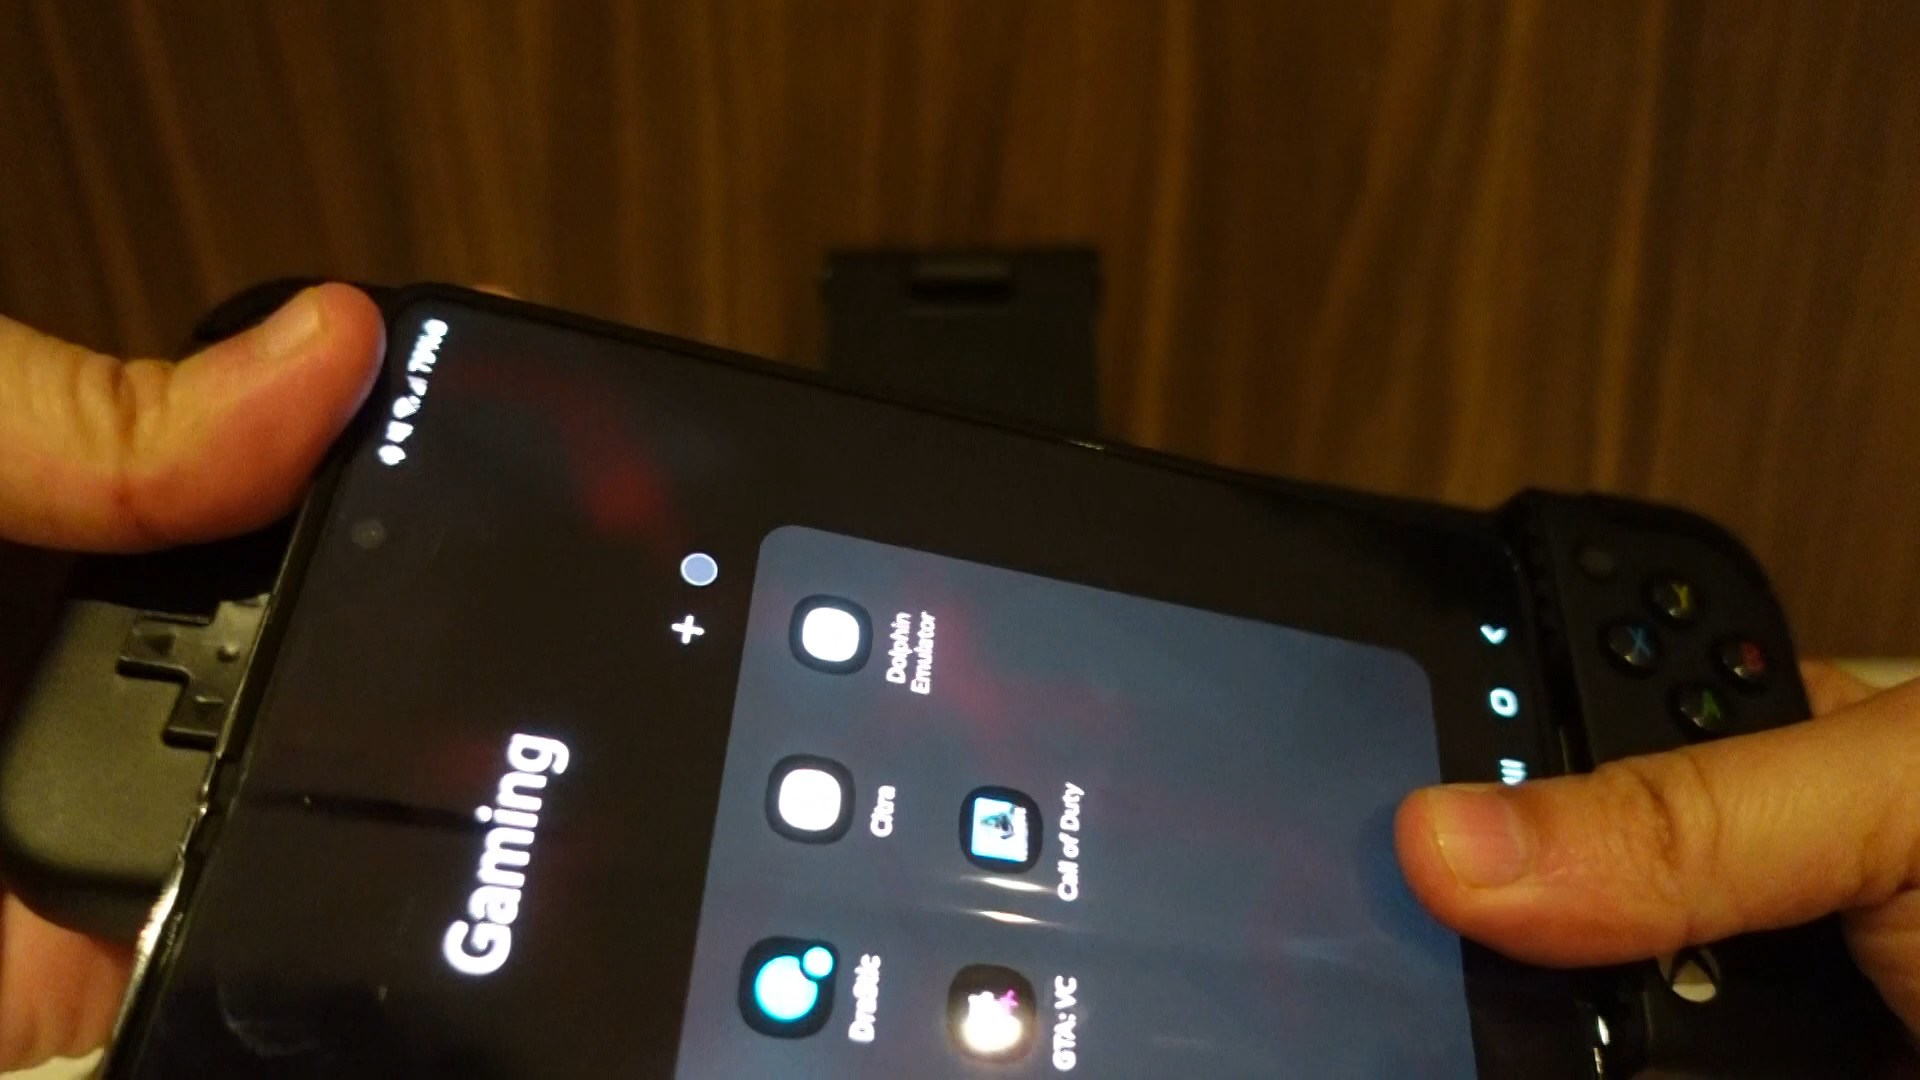 Gaming
Dolphin
Emulator
Citra
DraStic
Call of Duty
GTA: VC
Y
X
B
A